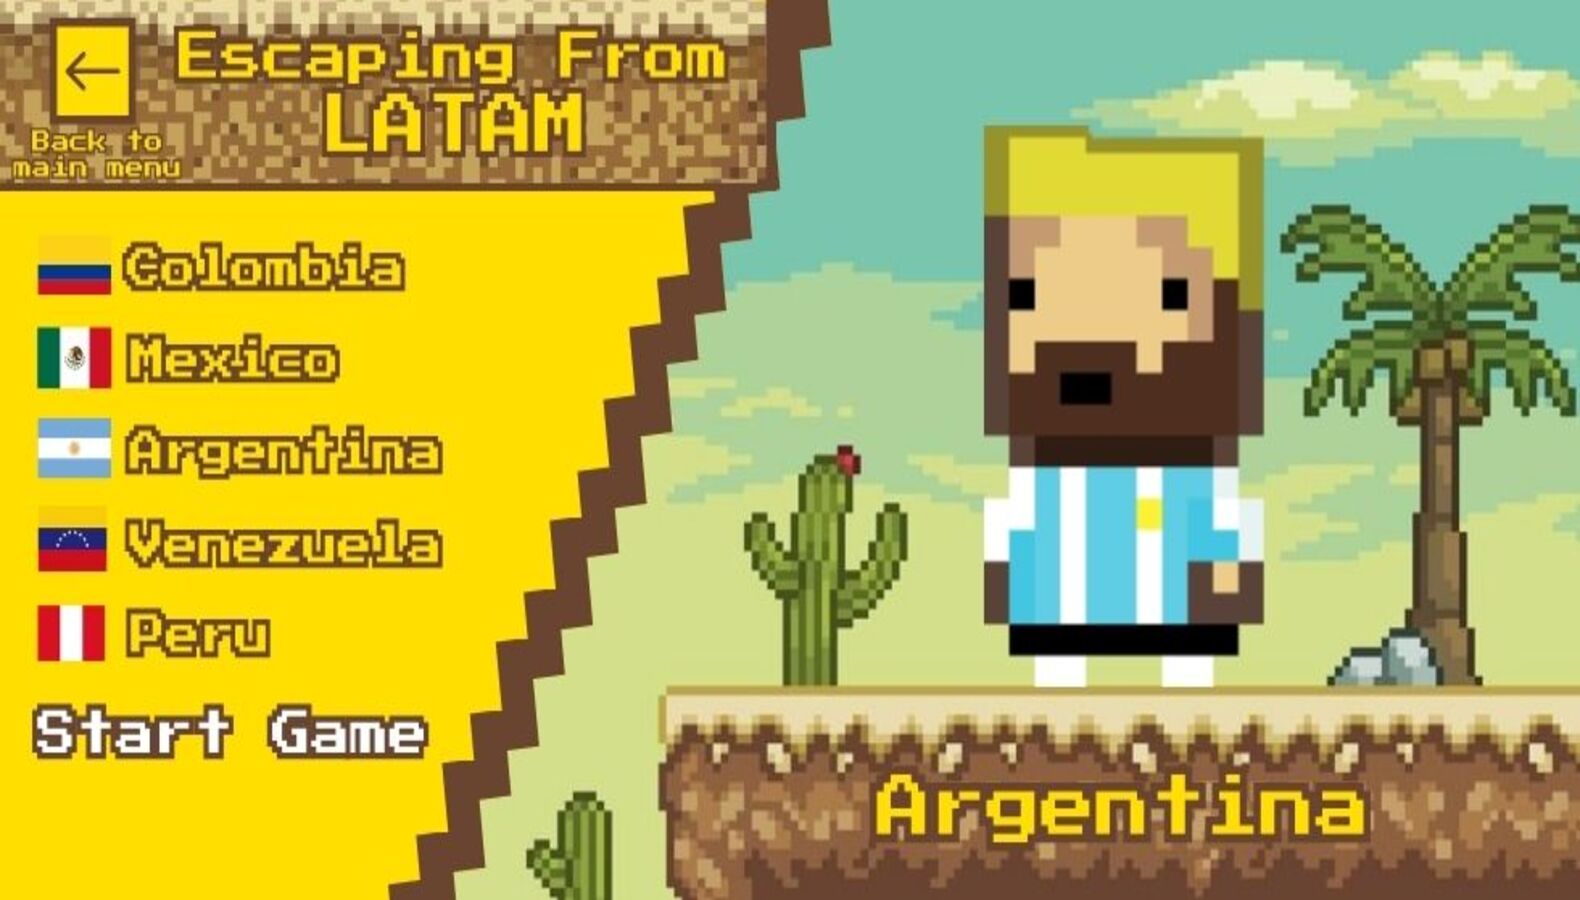 Escaping From
LATAM
Back to
main menu
Colombia
Mexico
Argentina
Venezuela
Peru
Start Game
Argentina